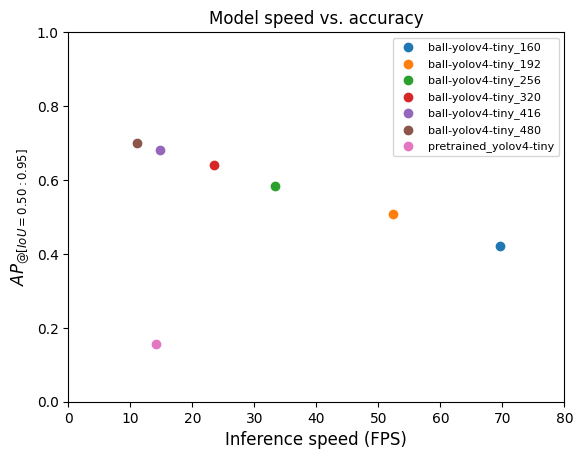 Model speed vs. accuracy
1.0
0.8
0.6
0.4
0.2
0.0
AP@[IoU=0.50:0.95]
0 10 20 30 40 50 60 70 80
Inference speed (FPS)
ball-yolov4-tiny_160
ball-yolov4-tiny_192
ball-yolov4-tiny_256
ball-yolov4-tiny_320
ball-yolov4-tiny_416
ball-yolov4-tiny_480
pretrained_yolov4-tiny